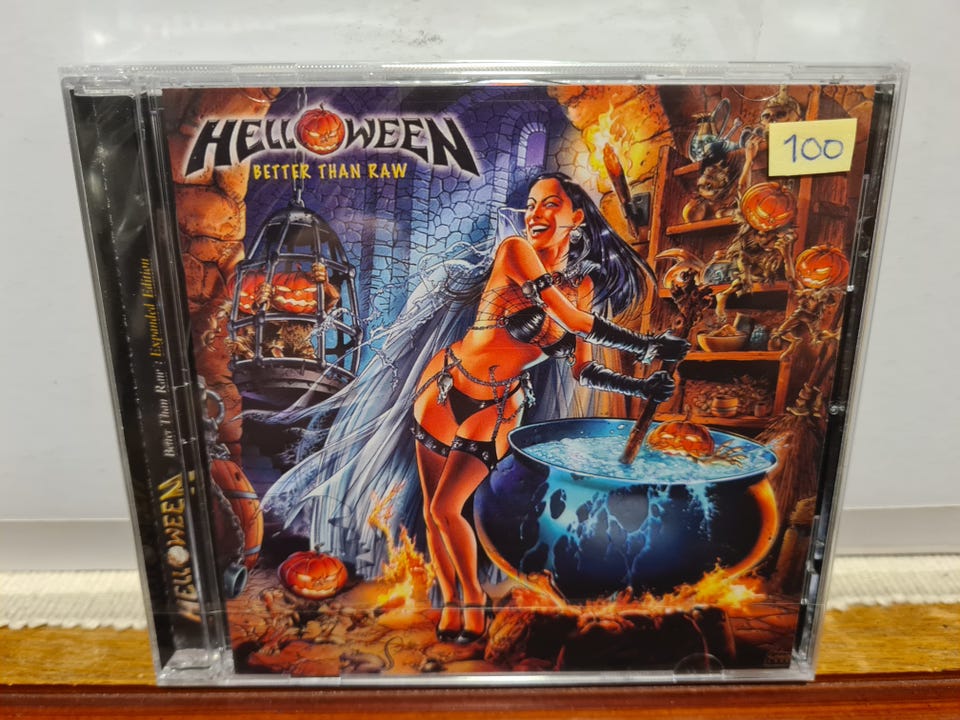 HELLOWEEN
BETTER THAN RAW
100
HELLOWEEN Better Than Raw | Expanded Edition